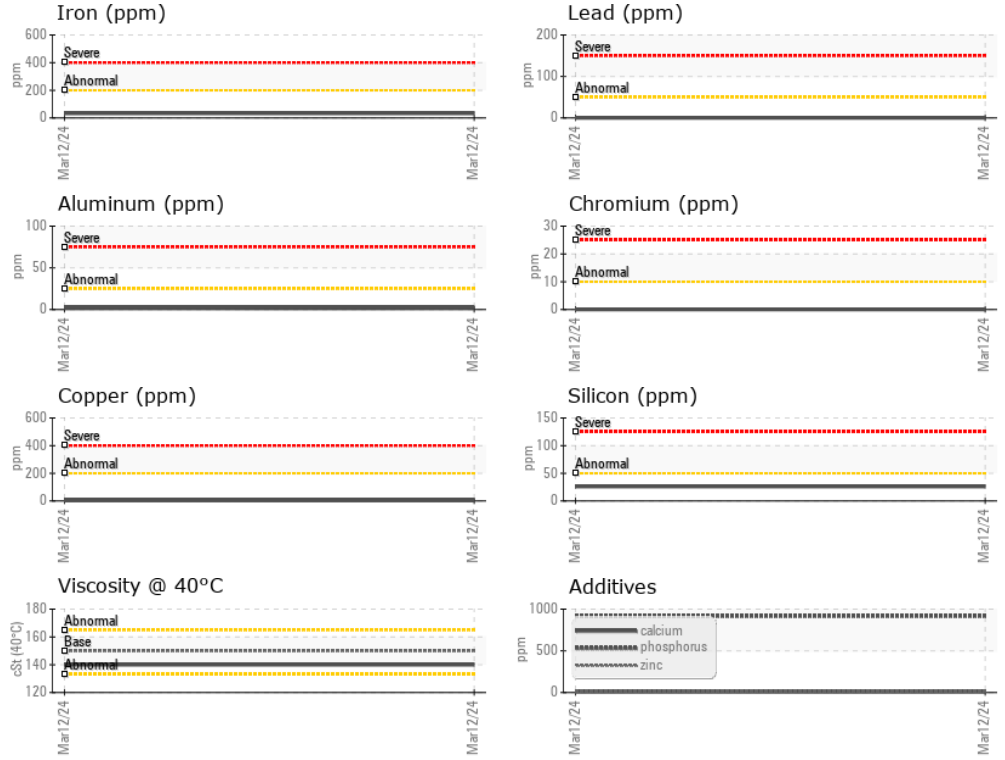 Iron (ppm)
600
400
200
0
ppm
Severe
Abnormal
Mar12/24
Mar12/24
Lead (ppm)
200
100
0
ppm
Severe
Abnormal
Mar12/24
Mar12/24
Aluminum (ppm)
100
50
0
ppm
Severe
Abnormal
Mar12/24
Mar12/24
Chromium (ppm)
30
20
10
0
ppm
Severe
Abnormal
Mar12/24
Mar12/24
Copper (ppm)
600
400
200
0
ppm
Severe
Abnormal
Mar12/24
Mar12/24
Silicon (ppm)
150
100
50
0
ppm
Severe
Abnormal
Mar12/24
Mar12/24
Viscosity @ 40°C
180
160
140
120
cSt (40°C)
Abnormal
Base
Abnormal
Mar12/24
Mar12/24
Additives
1000
500
0
ppm
calcium
phosphorus
zinc
Mar12/24
Mar12/24